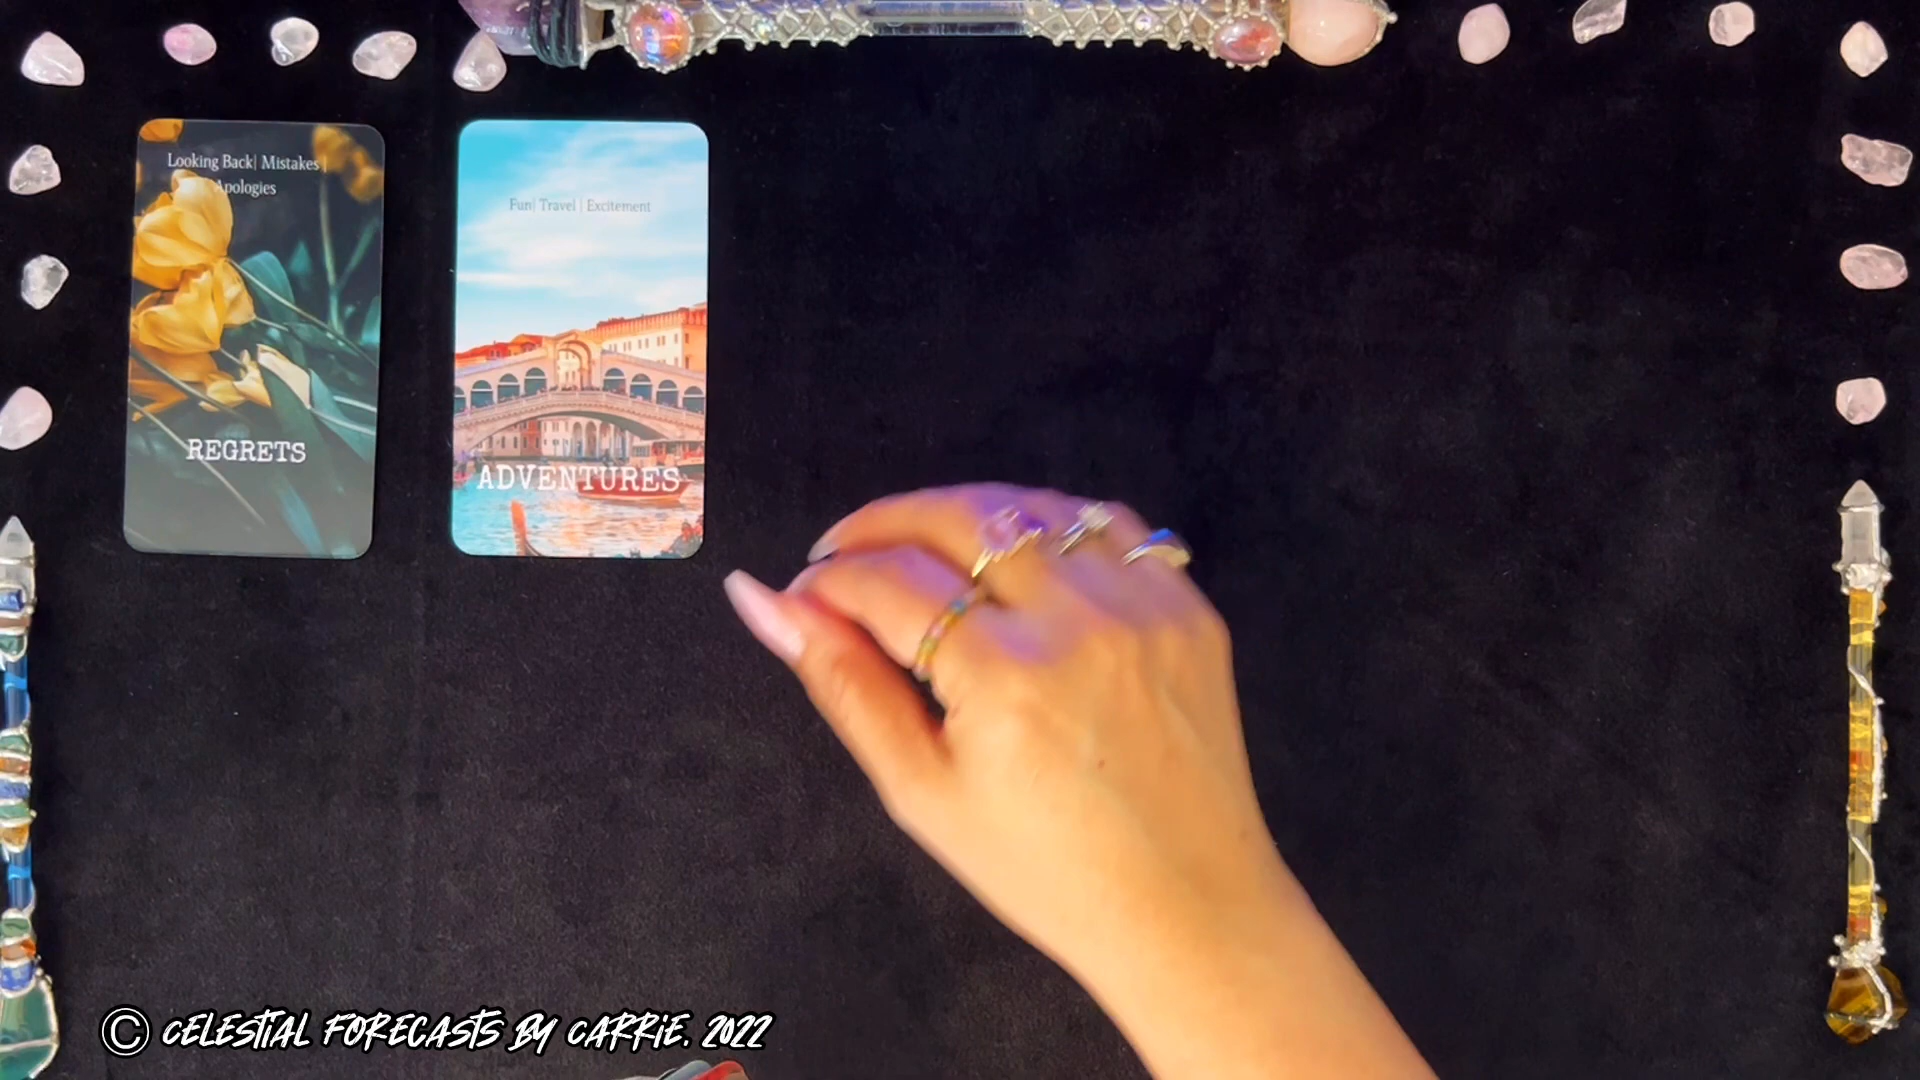 Looking Back| Mistakes |
Apologies
REGRETS
Fun| Travel | Excitement
ADVENTURES
© CELESTIAL FORECASTS BY CARRIE. 2022